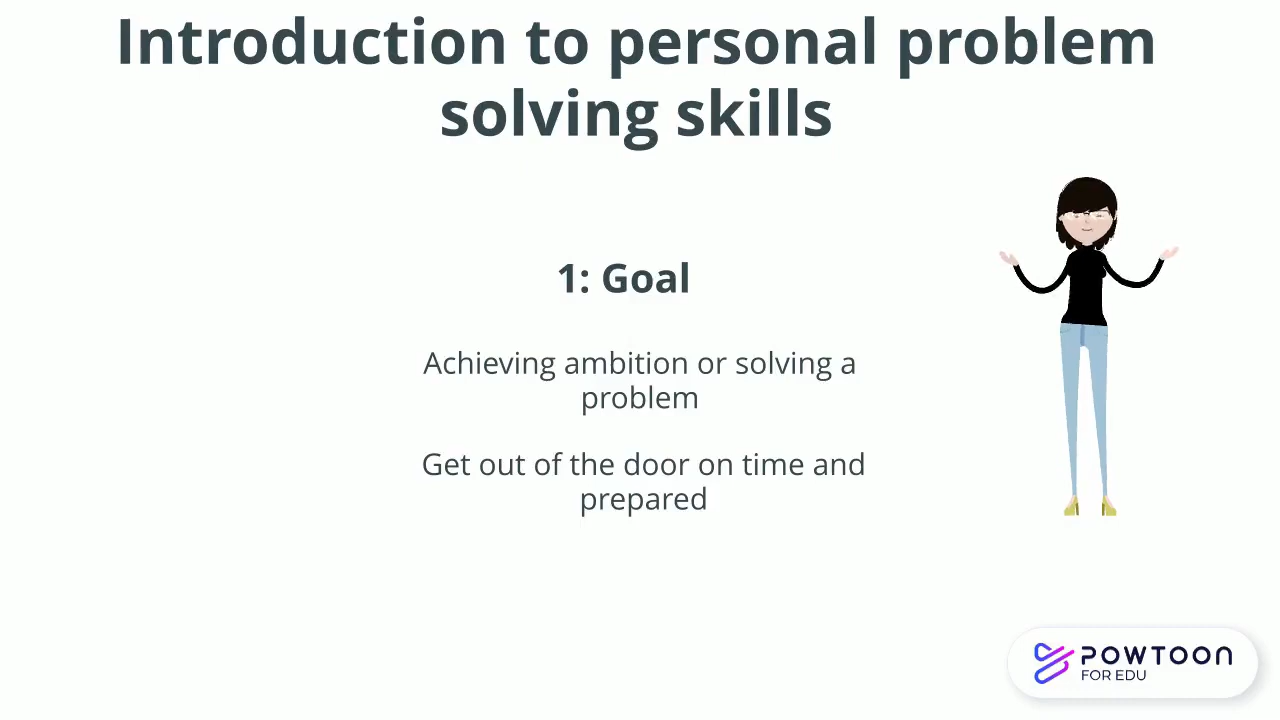 Introduction to personal problem
solving skills
1: Goal
Achieving ambition or solving a
problem
Get out of the door on time and
prepared
POWTOON
FOR EDU